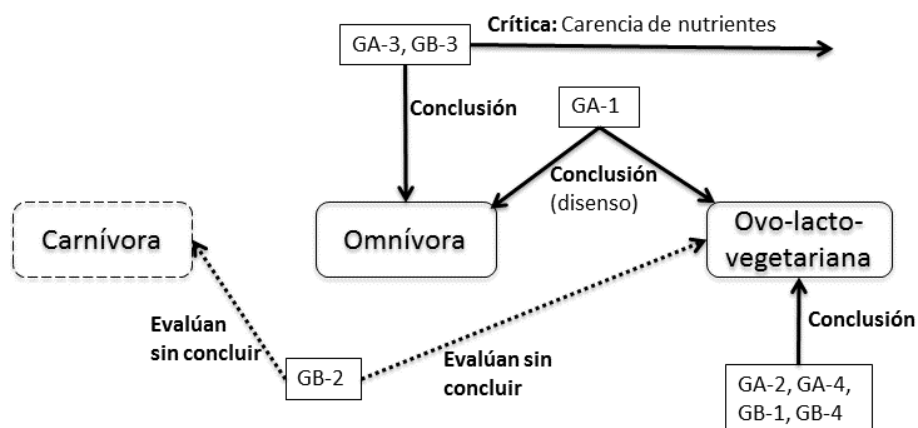 Crítica: Carencia de nutrientes
GA-3, GB-3
Conclusión
GA-1
Conclusión
(disenso)
Carnívora
Omnívora
Ovo-lacto-
vegetariana
Evalúan
sin concluir
GB-2
Evalúan sin
concluir
Conclusión
GA-2, GA-4,
GB-1, GB-4